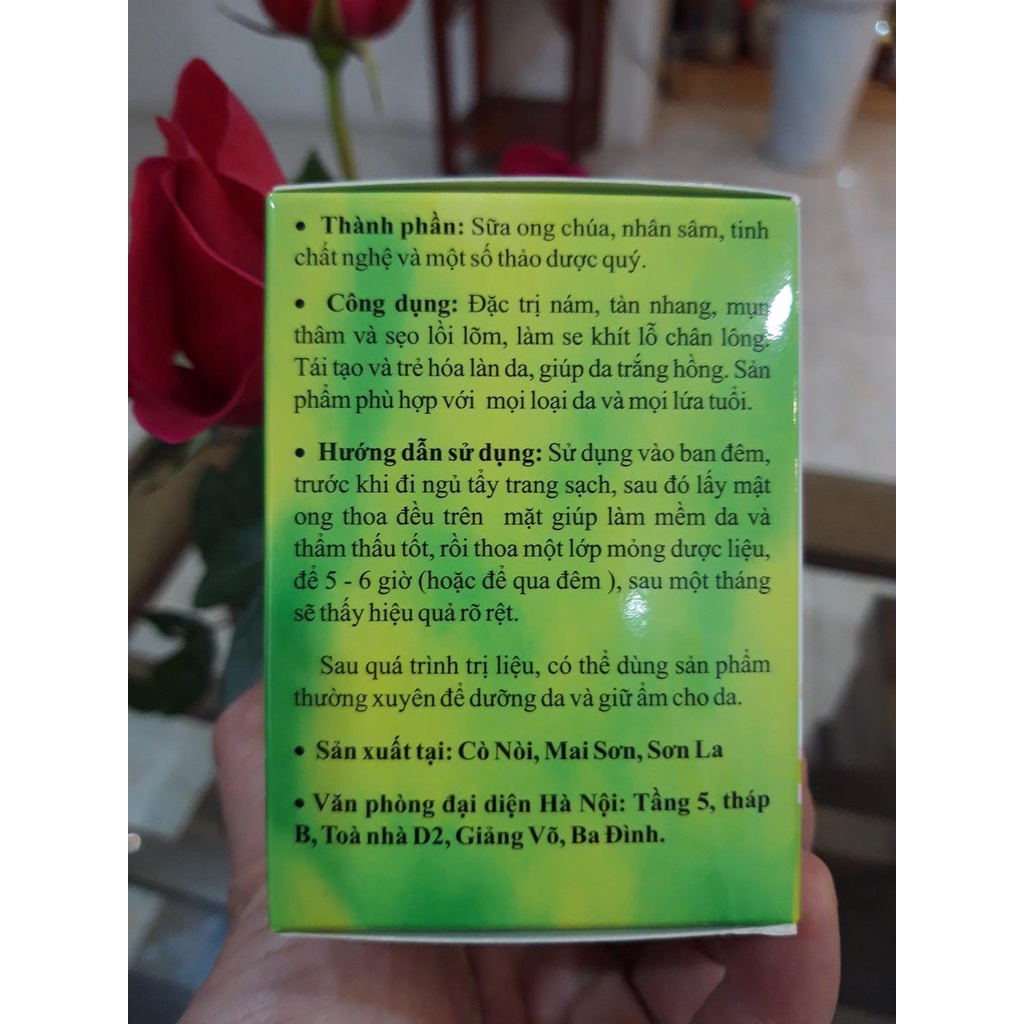 • Thành phần: Sữa ong chúa, nhân sâm, tinh
chất nghệ và một số thảo dược quý.
• Công dụng: Đặc trị nám, tàn nhang, mụn
thâm và sẹo lồi lõm, làm se khít lỗ chân lông.
Tái tạo và trẻ hóa làn da, giúp da trắng hồng. Sản
phẩm phù hợp với mọi loại da và mọi lứa tuổi.
• Hướng dẫn sử dụng: Sử dụng vào ban đêm,
trước khi đi ngủ tẩy trang sạch, sau đó lấy mật
ong thoa đều trên mặt giúp làm mềm da và
thẩm thấu tốt, rồi thoa một lớp mỏng dược liệu,
để 5 - 6 giờ (hoặc để qua đêm ), sau một tháng
sẽ thấy hiệu quả rõ rệt.
Sau quá trình trị liệu, có thể dùng sản phẩm
thường xuyên để dưỡng da và giữ ẩm cho da.
• Sản xuất tại: Cò Nòi, Mai Sơn, Sơn La
• Văn phòng đại diện Hà Nội: Tầng 5, tháp
B, Toà nhà D2, Giảng Võ, Ba Đình.